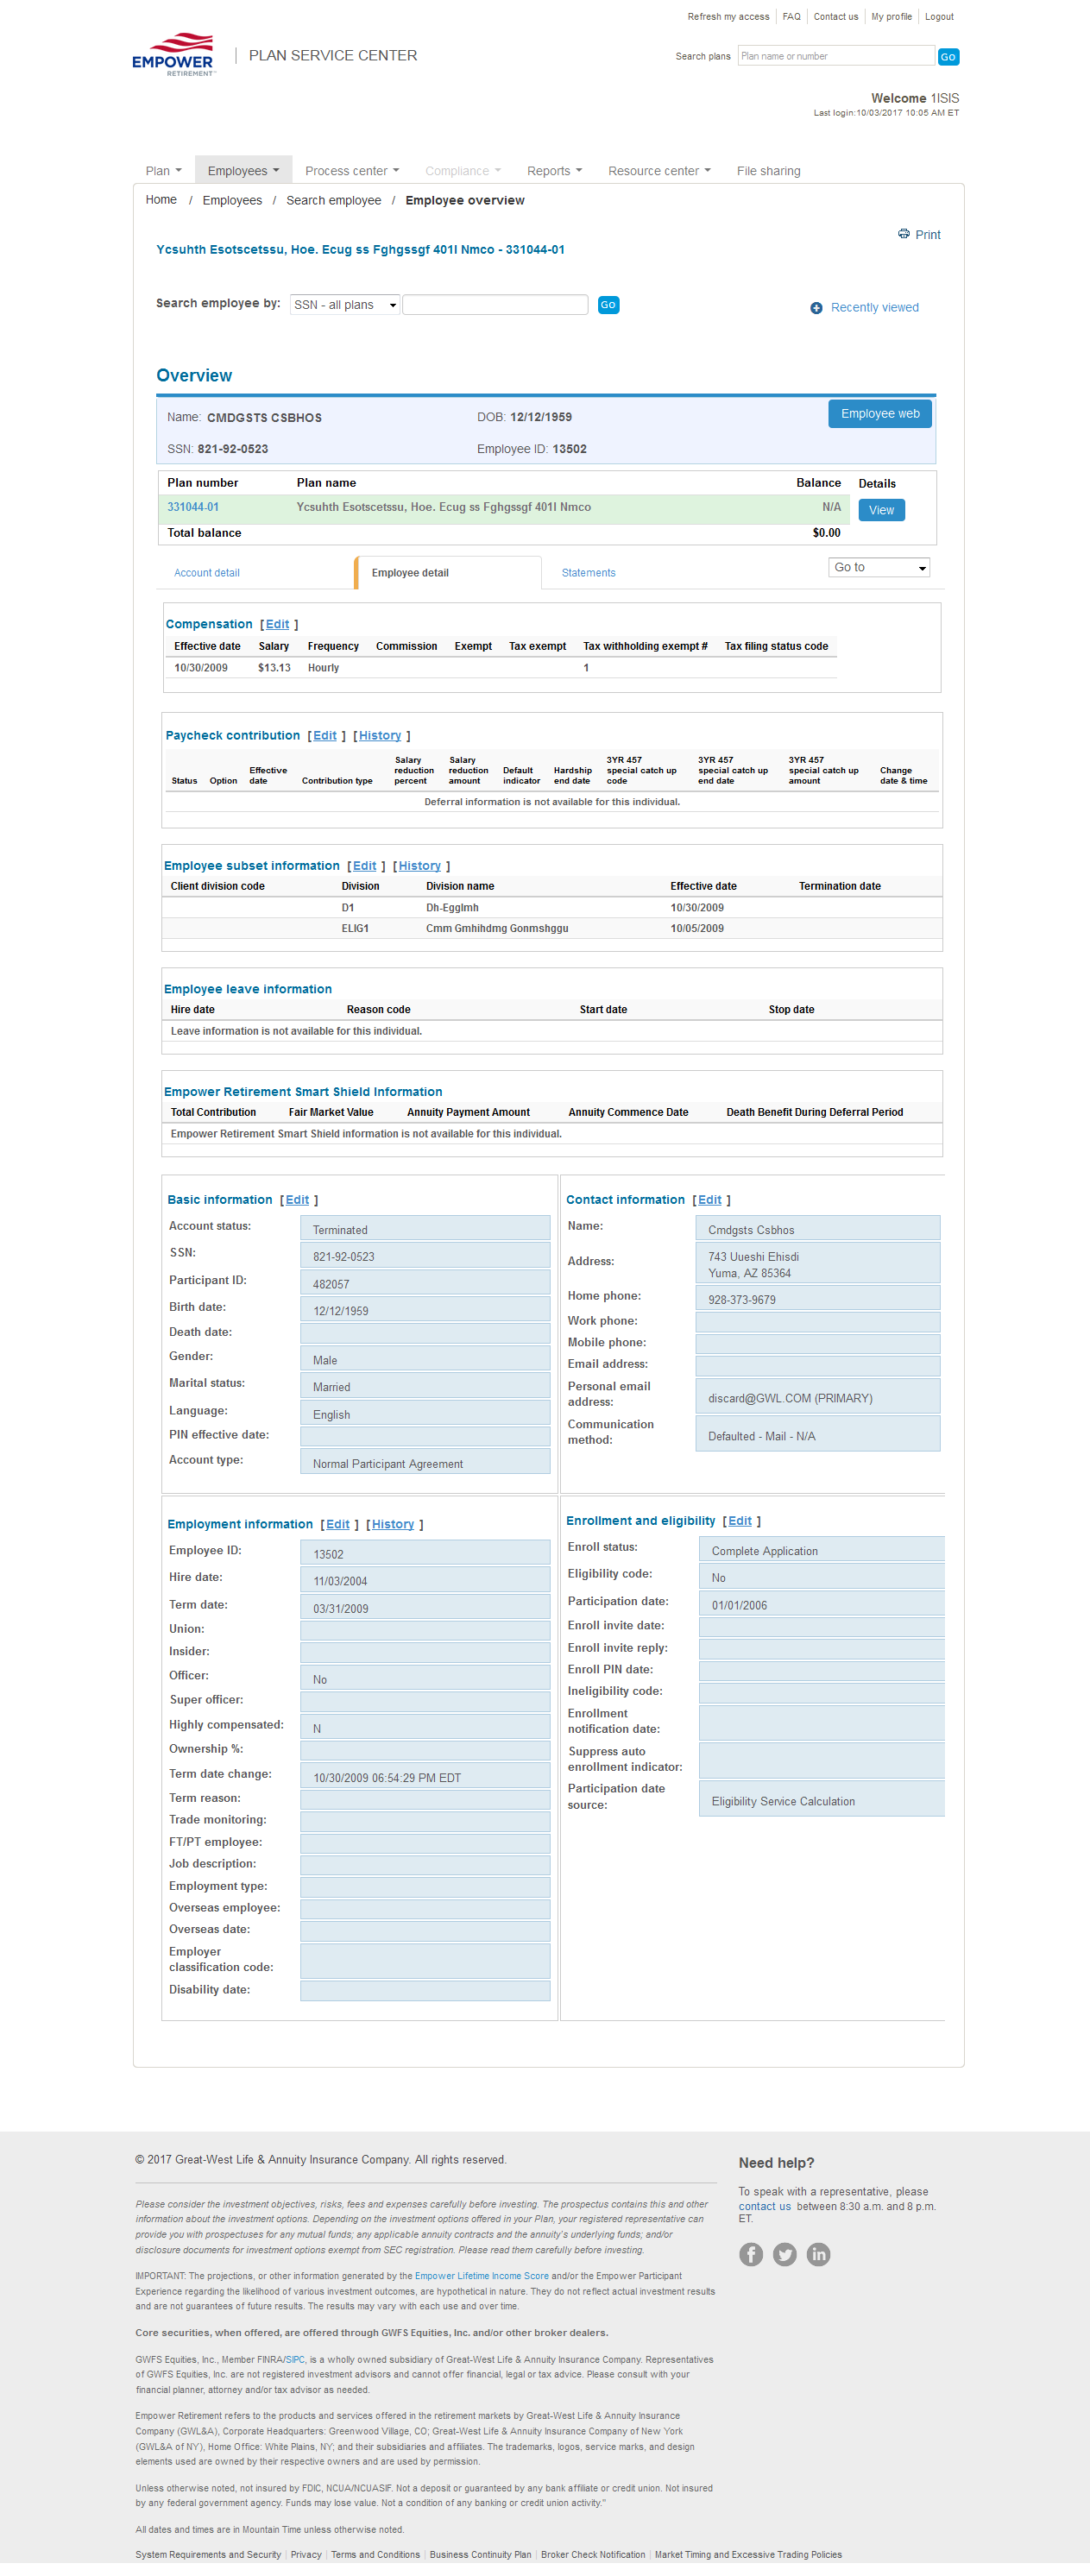 Refresh my access FAQ Contact us My profile Logout
EMPOWER RETIREMENT™ PLAN SERVICE CENTER
Search plans Plan name or number Go
Welcome 1ISIS
Last login:10/03/2017 10:05 AM ET
Plan Employees Process center Compliance Reports Resource center File sharing
Home / Employees / Search employee / Employee overview
Print
Ycsuhth Esotscetssu, Hoe. Ecug ss Fghgssgf 401l Nmco - 331044-01
Search employee by: SSN - all plans Go
Recently viewed
Overview
Name: CMDGSTS CSBHOS DOB: 12/12/1959 Employee web
SSN: 821-92-0523 Employee ID: 13502
Plan number Plan name Balance Details
331044-01 Ycsuhth Esotscetssu, Hoe. Ecug ss Fghgssgf 401l Nmco N/A View
Total balance $0.00
Account detail Employee detail Statements Go to
Compensation [ Edit ]
Effective date Salary Frequency Commission Exempt Tax exempt Tax withholding exempt # Tax filing status code
10/30/2009 $13.13 Hourly 1
Paycheck contribution [ Edit ] [ History ]
Status Option Effective date Contribution type Salary reduction percent Salary reduction amount Default indicator Hardship end date 3YR 457 special catch up code 3YR 457 special catch up end date 3YR 457 special catch up amount Change date & time
Deferral information is not available for this individual.
Employee subset information [ Edit ] [ History ]
Client division code Division Division name Effective date Termination date
D1 Dh-Egglmh 10/30/2009
ELIG1 Cmm Gmhihdmg Gonmshggu 10/05/2009
Employee leave information
Hire date Reason code Start date Stop date
Leave information is not available for this individual.
Empower Retirement Smart Shield Information
Total Contribution Fair Market Value Annuity Payment Amount Annuity Commence Date Death Benefit During Deferral Period
Empower Retirement Smart Shield information is not available for this individual.
Basic information [ Edit ]
Account status: Terminated
SSN: 821-92-0523
Participant ID: 482057
Birth date: 12/12/1959
Death date:
Gender: Male
Marital status: Married
Language: English
PIN effective date:
Account type: Normal Participant Agreement
Contact information [ Edit ]
Name: Cmdgsts Csbhos
Address: 743 Uueshi Ehisdi
Yuma, AZ 85364
Home phone: 928-373-9679
Work phone:
Mobile phone:
Email address:
Personal email
address: discard@GWL.COM (PRIMARY)
Communication
method: Defaulted - Mail - N/A
Employment information [ Edit ] [ History ]
Employee ID: 13502
Hire date: 11/03/2004
Term date: 03/31/2009
Union:
Insider:
Officer: No
Super officer:
Highly compensated: N
Ownership %:
Term date change: 10/30/2009 06:54:29 PM EDT
Term reason:
Trade monitoring:
FT/PT employee:
Job description:
Employment type:
Overseas employee:
Overseas date:
Employer
classification code:
Disability date:
Enrollment and eligibility [ Edit ]
Enroll status: Complete Application
Eligibility code: No
Participation date: 01/01/2006
Enroll invite date:
Enroll invite reply:
Enroll PIN date:
Ineligibility code:
Enrollment
notification date:
Suppress auto
enrollment indicator:
Participation date
source: Eligibility Service Calculation
© 2017 Great-West Life & Annuity Insurance Company. All rights reserved.
Please consider the investment objectives, risks, fees and expenses carefully before investing. The prospectus contains this and other
information about the investment options. Depending on the investment options offered in your Plan, your registered representative can
provide you with prospectuses for any mutual funds; any applicable annuity contracts and the annuity's underlying funds; and/or
disclosure documents for investment options exempt from SEC registration. Please read them carefully before investing.
IMPORTANT: The projections, or other information generated by the Empower Lifetime Income Score and/or the Empower Participant
Experience regarding the likelihood of various investment outcomes, are hypothetical in nature. They do not reflect actual investment results
and are not guarantees of future results. The results may vary with each use and over time.
Core securities, when offered, are offered through GWFS Equities, Inc. and/or other broker dealers.
GWFS Equities, Inc., Member FINRA/SIPC, is a wholly owned subsidiary of Great-West Life & Annuity Insurance Company. Representatives
of GWFS Equities, Inc. are not registered investment advisors and cannot offer financial, legal or tax advice. Please consult with your
financial planner, attorney and/or tax advisor as needed.
Empower Retirement refers to the products and services offered in the retirement markets by Great-West Life & Annuity Insurance
Company (GWL&A), Corporate Headquarters: Greenwood Village, CO; Great-West Life & Annuity Insurance Company of New York
(GWL&A of NY), Home Office: White Plains, NY; and their subsidiaries and affiliates. The trademarks, logos, service marks, and design
elements used are owned by their respective owners and are used by permission.
Unless otherwise noted, not insured by FDIC, NCUA/NCUASIF. Not a deposit or guaranteed by any bank affiliate or credit union. Not insured
by any federal government agency. Funds may lose value. Not a condition of any banking or credit union activity."
All dates and times are in Mountain Time unless otherwise noted.
System Requirements and Security Privacy Terms and Conditions Business Continuity Plan Broker Check Notification Market Timing and Excessive Trading Policies
Need help?
To speak with a representative, please
contact us between 8:30 a.m. and 8 p.m.
ET.